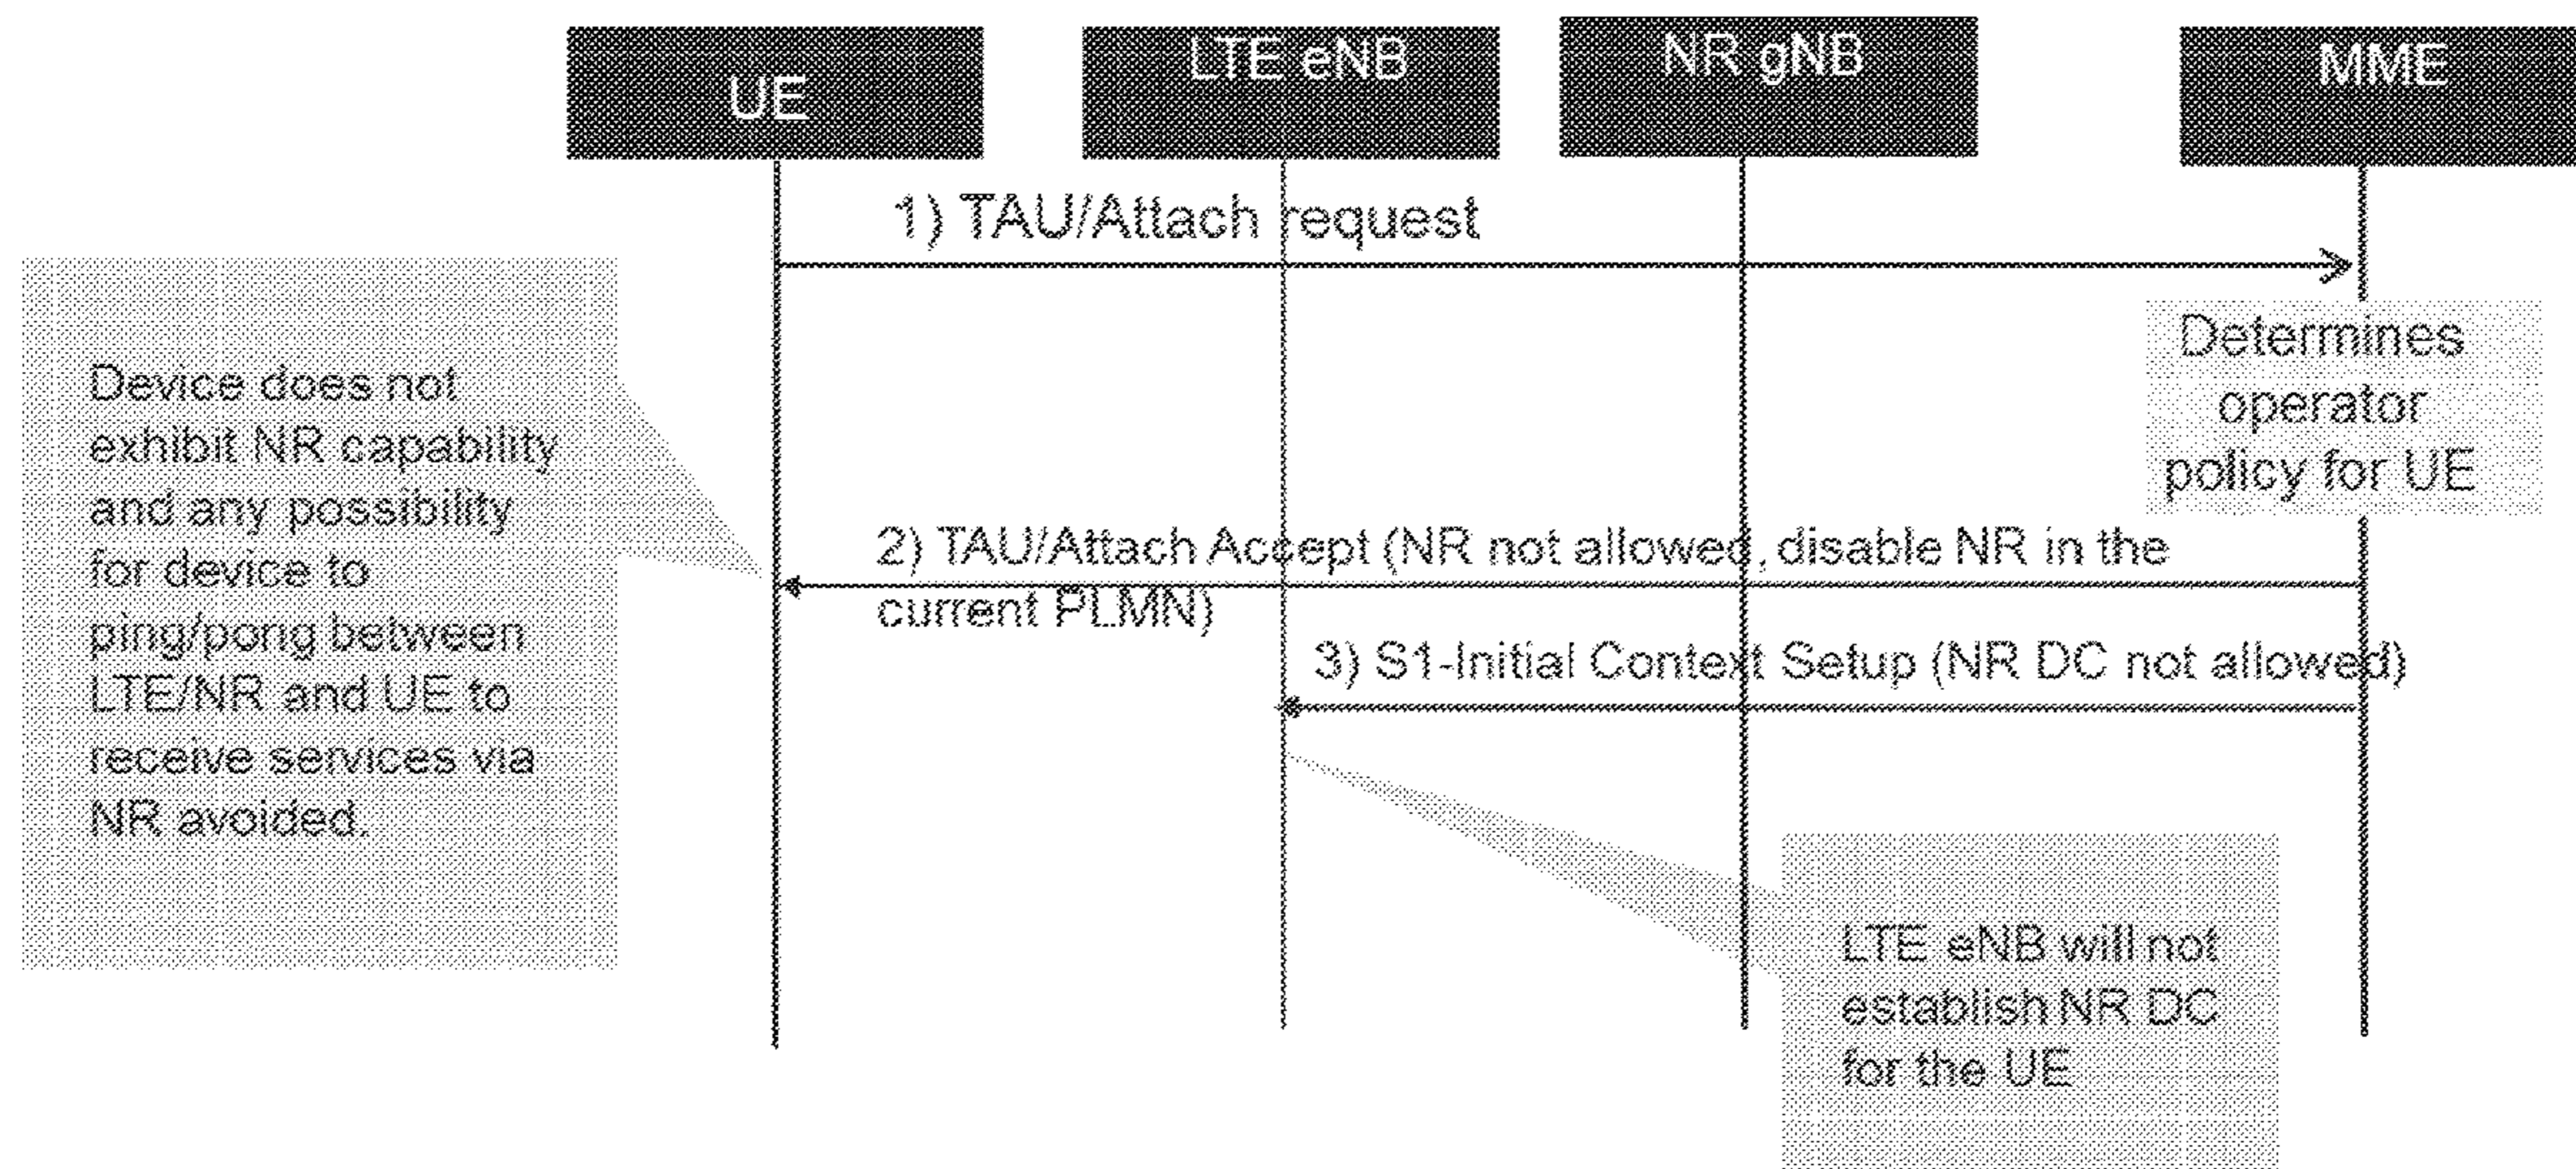 UE
LTE eNB
NR gNB
MME
1) TAU/Attach request
Determines
operator
policy for UE
Device does not
exhibit NR capability
and any possibility
for device to
ping/pong between
LTE/NR and UE to
receive services via
NR avoided.
2) TAU/Attach Accept (NR not allowed, disable NR in the
current PLMN)
3) S1-Initial Context Setup (NR DC not allowed)
LTE eNB will not
establish NR DC
for the UE